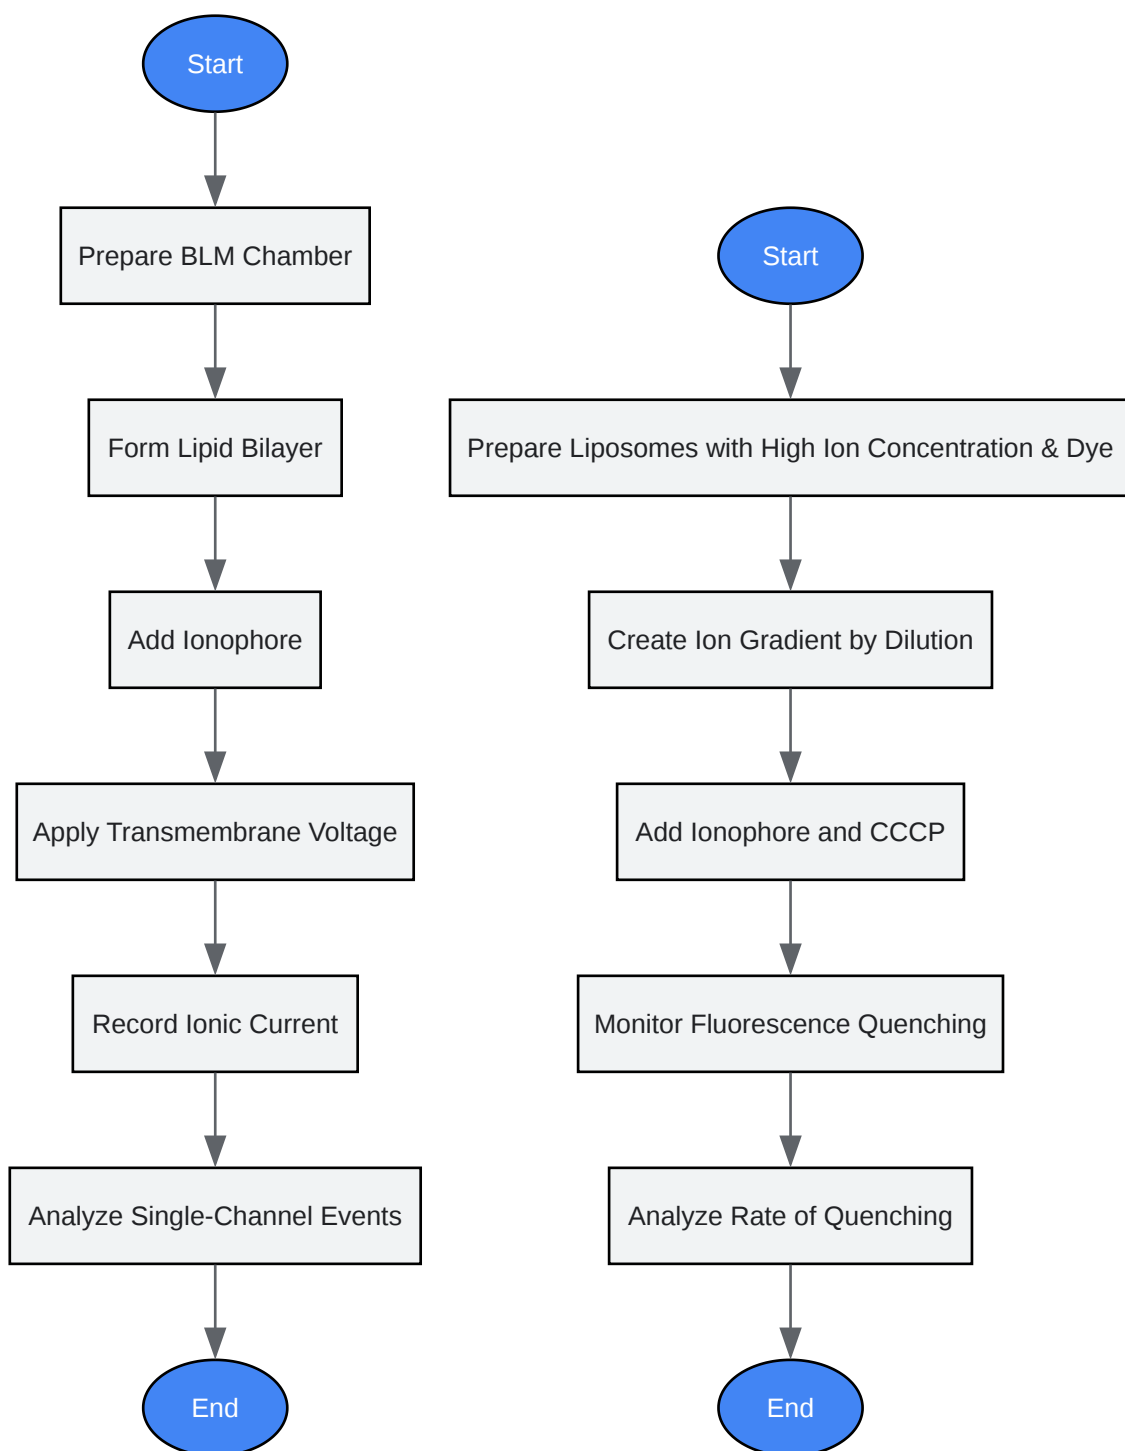 Start
Prepare BLM Chamber
Form Lipid Bilayer
Add Ionophore
Apply Transmembrane Voltage
Record Ionic Current
Analyze Single-Channel Events
End
Start
Prepare Liposomes with High Ion Concentration & Dye
Create Ion Gradient by Dilution
Add Ionophore and CCCP
Monitor Fluorescence Quenching
Analyze Rate of Quenching
End